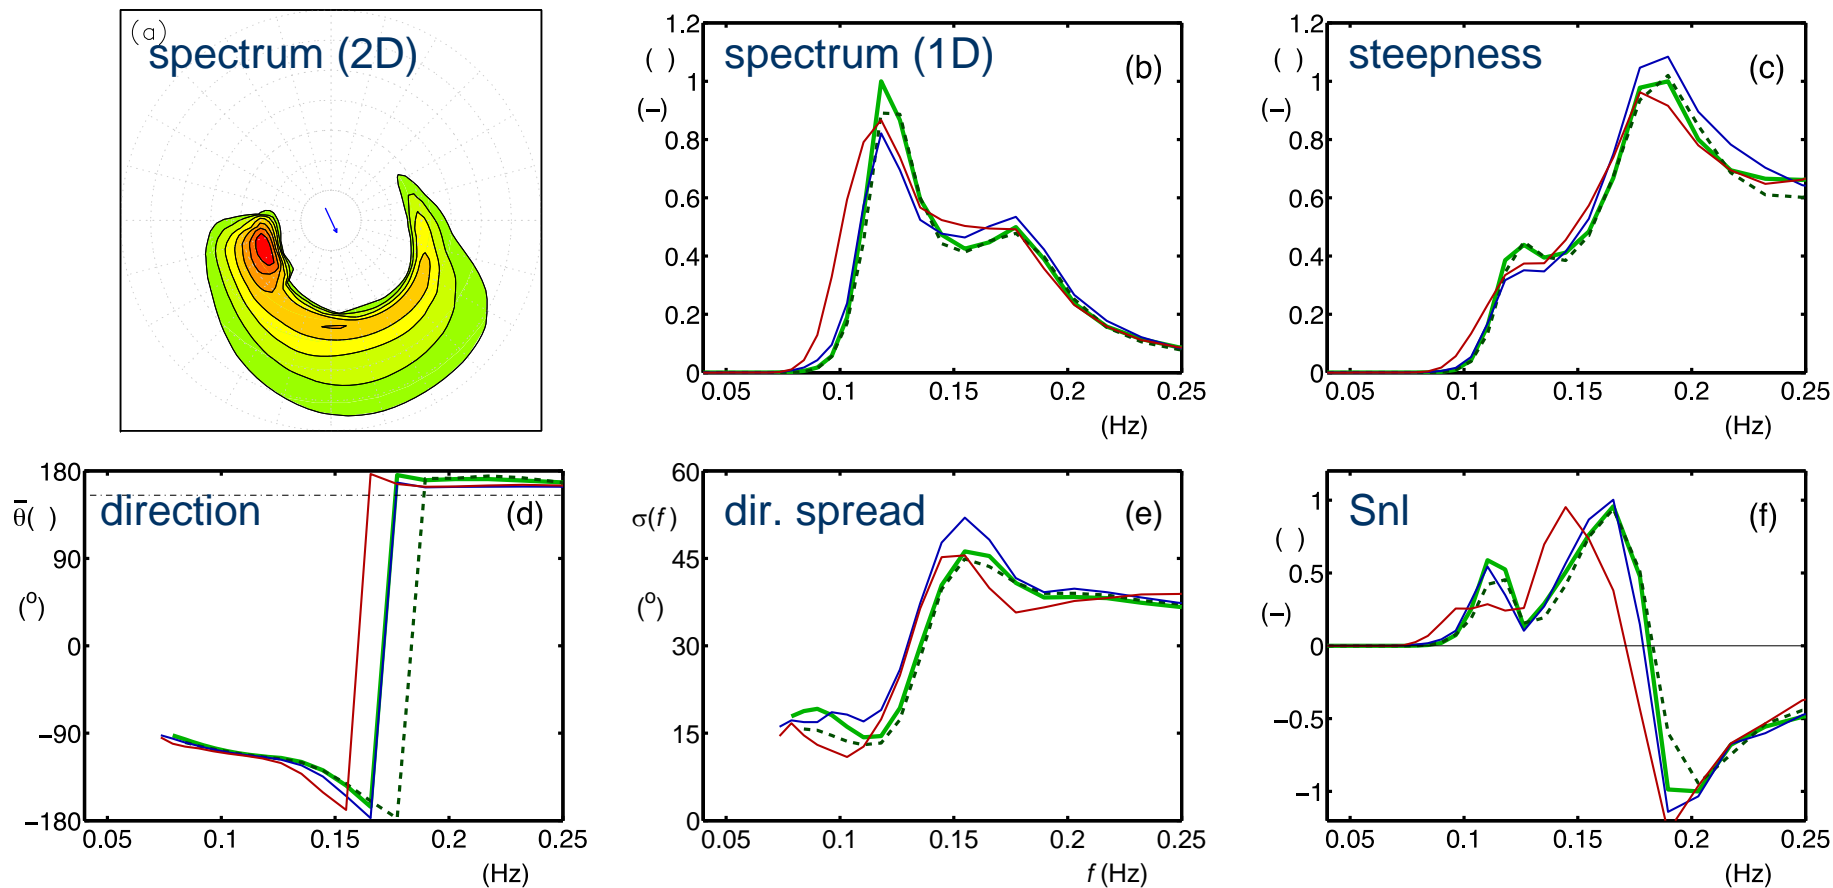 (a)
spectrum (2D)
1.2
1
0.8
0.6
0.4
0.2
0
( )
(–)
spectrum (1D)
(b)
0.05
0.1
0.15
0.2
0.25
(Hz)
1.2
1
0.8
0.6
0.4
0.2
0
( )
(–)
steepness
(c)
0.05
0.1
0.15
0.2
0.25
(Hz)
180
90
0
−90
−180
θ̄( )
(º)
direction
(d)
0.05
0.1
0.15
0.2
0.25
(Hz)
60
45
30
15
0
σ(f)
(º)
dir. spread
(e)
0.05
0.1
0.15
0.2
0.25
f (Hz)
1
0.5
0
−0.5
−1
( )
(–)
Snl
(f)
0.05
0.1
0.15
0.2
0.25
(Hz)